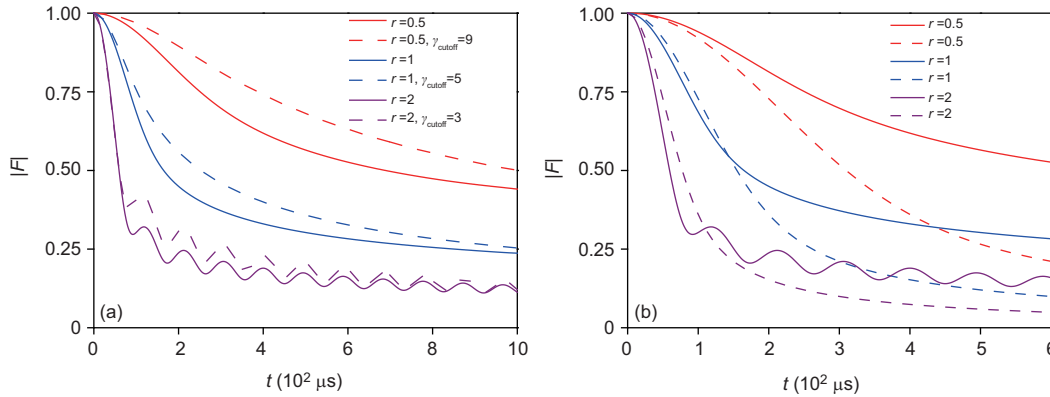 1.00
0.75
0.50
0.25
0
|F|
r=0.5
r=0.5, γcutoff=9
r=1
r=1, γcutoff=5
r=2
r=2, γcutoff=3
(a)
0 2 4 6 8 10
t (10² μs)
1.00
0.75
0.50
0.25
0
|F|
r=0.5
r=0.5
r=1
r=1
r=2
r=2
(b)
0 1 2 3 4 5 6
t (10² μs)